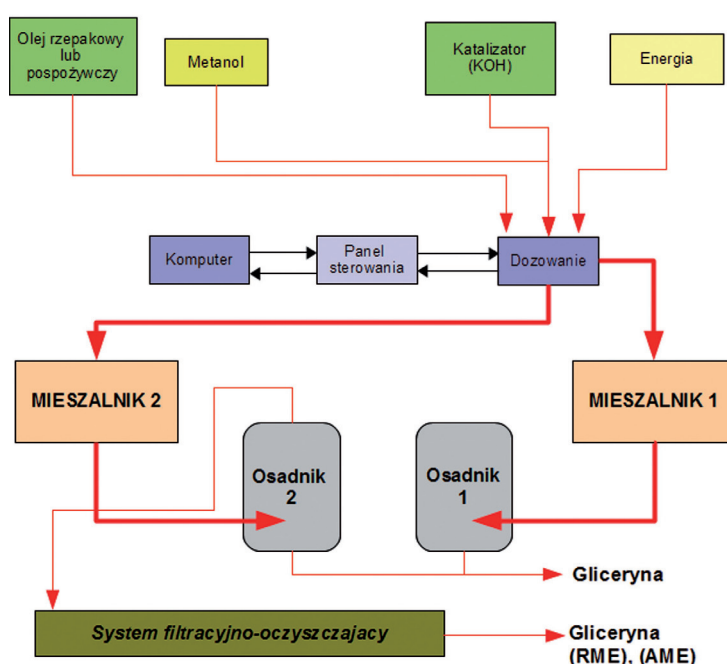 Olej rzepakowy
lub
pospożywczy
Metanol
Katalizator
(KOH)
Energia
Komputer
Panel
sterowania
Dozowanie
MIESZALNIK 2
MIESZALNIK 1
Osadnik
2
Osadnik
1
Gliceryna
System filtracyjno-oczyszczajacy
Gliceryna
(RME), (AME)